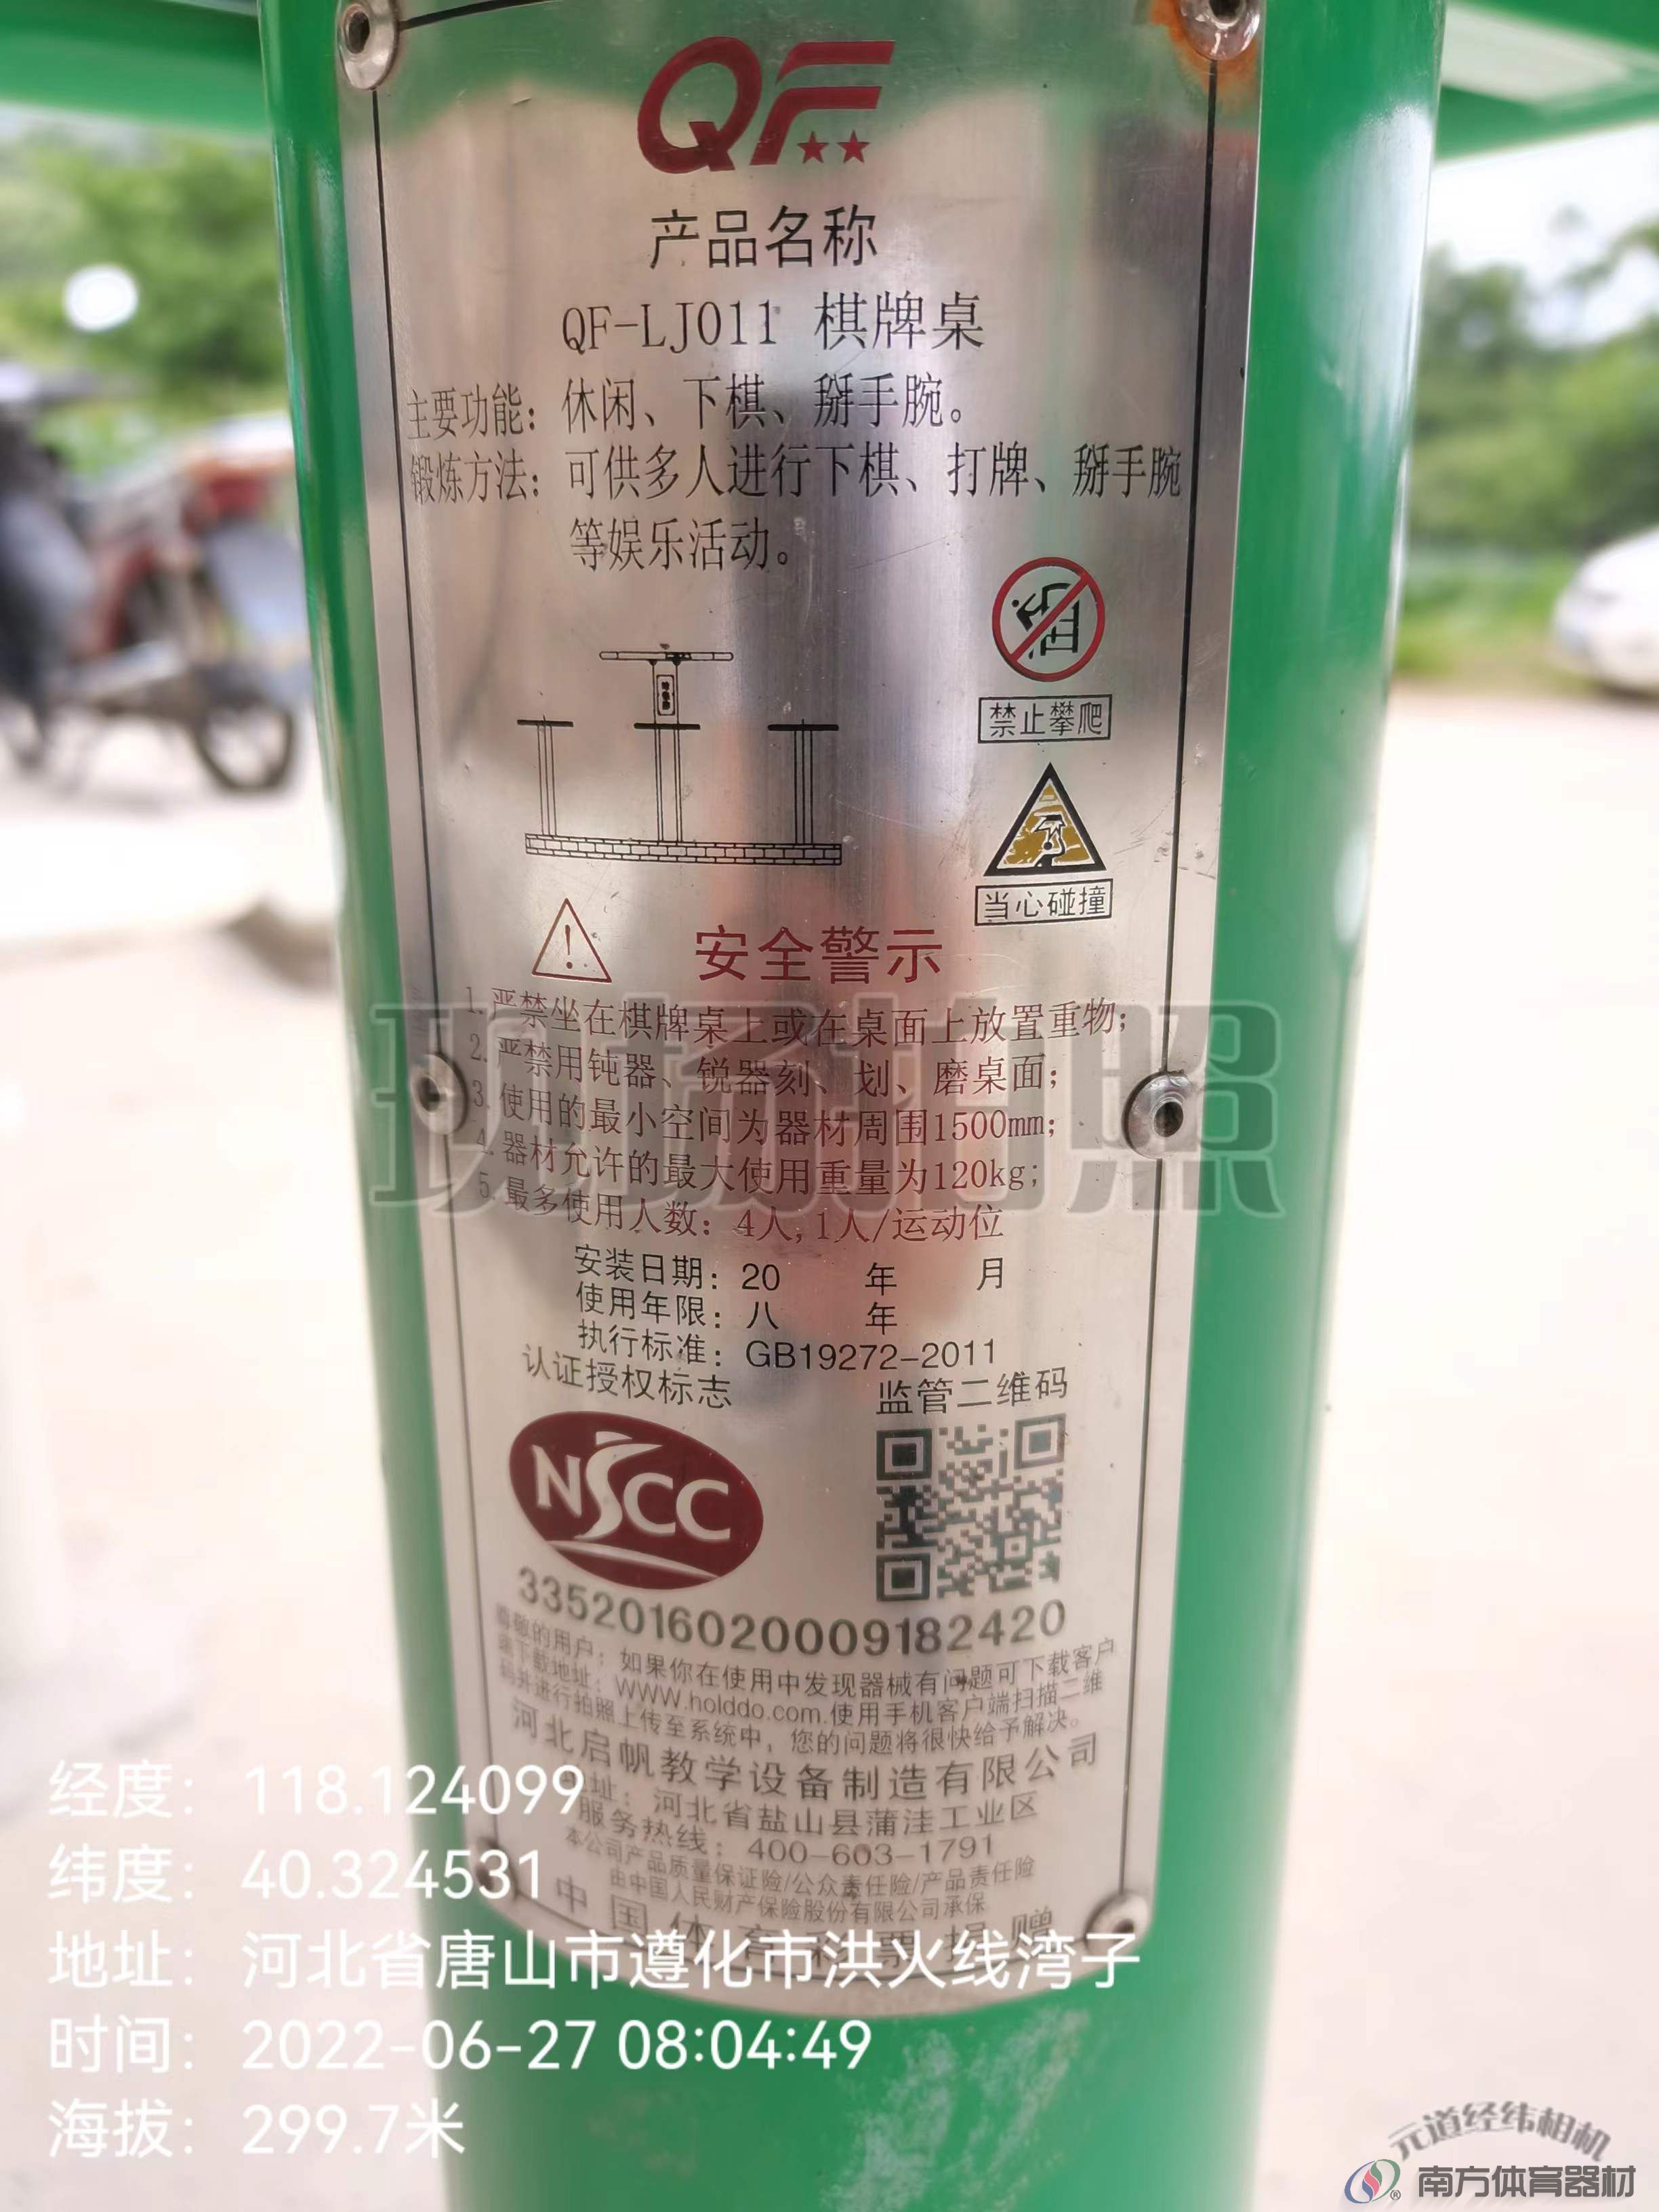 QF
产品名称
QF-LJ011 棋牌桌
主要功能：休闲、下棋、掰手腕。
锻炼方法：可供多人进行下棋、打牌、掰手腕
等娱乐活动。
禁止攀爬
当心碰撞
安全警示
1.严禁坐在棋牌桌上或在桌面上放置重物；
2.严禁用钝器、锐器刻、划、磨桌面；
3.使用的最小空间为器材周围1500mm；
4.器材允许的最大使用重量为120kg；
5.最多使用人数：4人，1人/运动位
现场拍照
安装日期：20 年 月
使用年限：八 年
执行标准：GB19272-2011
认证授权标志 监管二维码
NSCC
33520160200009182420
尊敬的用户：如果你在使用中发现器械有问题可下载客户
端下载地址：WWW.holddo.com.使用手机客户端扫描二维
码并进行拍照上传至系统中，您的问题将很快给予解决。
河北启帆教学设备制造有限公司
地址：河北省盐山县蒲洼工业区
服务热线：400-603-1791
本公司产品质量保证险/公众责任险/产品责任险
由中国人民财产保险股份有限公司承保
中国体育彩票捐赠
经度：118.124099
纬度：40.324531
地址：河北省唐山市遵化市洪火线湾子
时间：2022-06-27 08:04:49
海拔：299.7米
元道经纬相机
南方体育器材